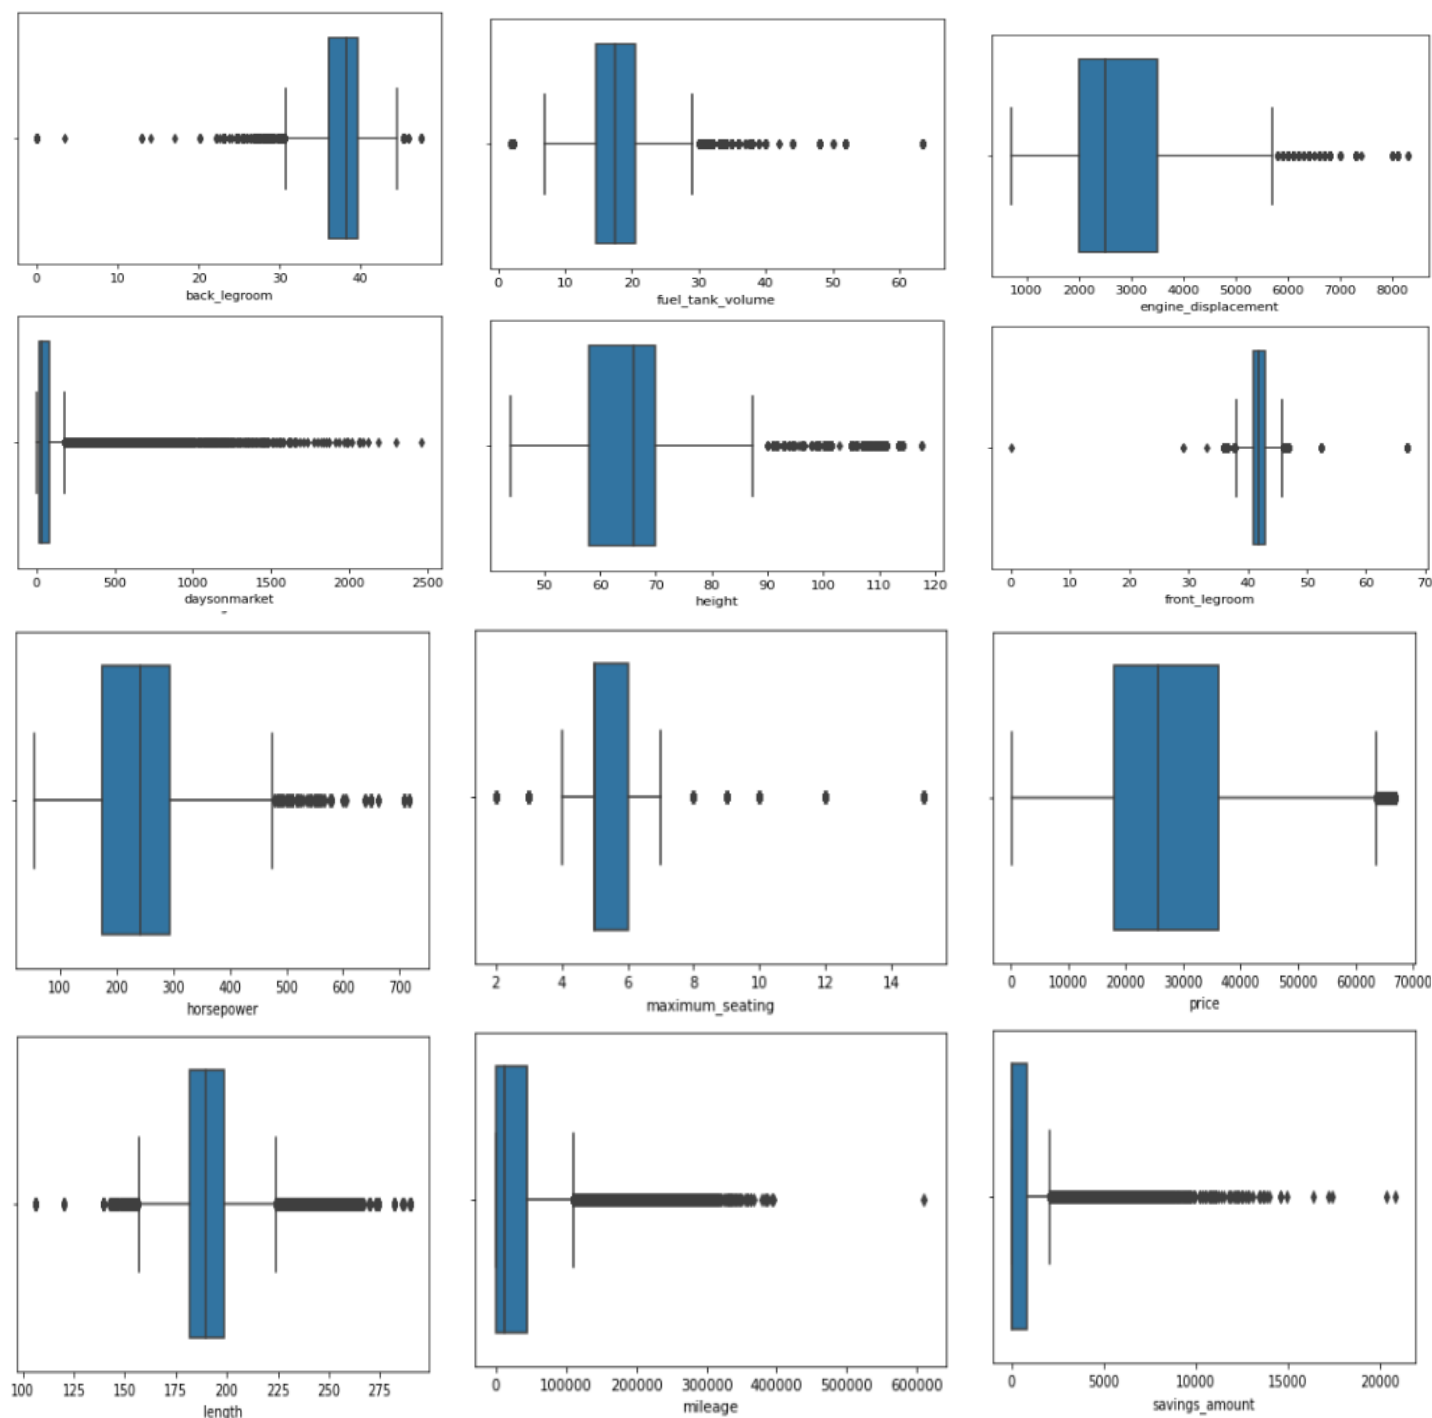 0 10 20 30 40
back_legroom
0 10 20 30 40 50 60
fuel_tank_volume
1000 2000 3000 4000 5000 6000 7000 8000
engine_displacement
0 500 1000 1500 2000 2500
daysonmarket
50 60 70 80 90 100 110 120
height
0 10 20 30 40 50 60 70
front_legroom
100 200 300 400 500 600 700
horsepower
2 4 6 8 10 12 14
maximum_seating
0 10000 20000 30000 40000 50000 60000 70000
price
100 125 150 175 200 225 250 275
length
0 100000 200000 300000 400000 500000 600000
mileage
0 5000 10000 15000 20000
savings_amount